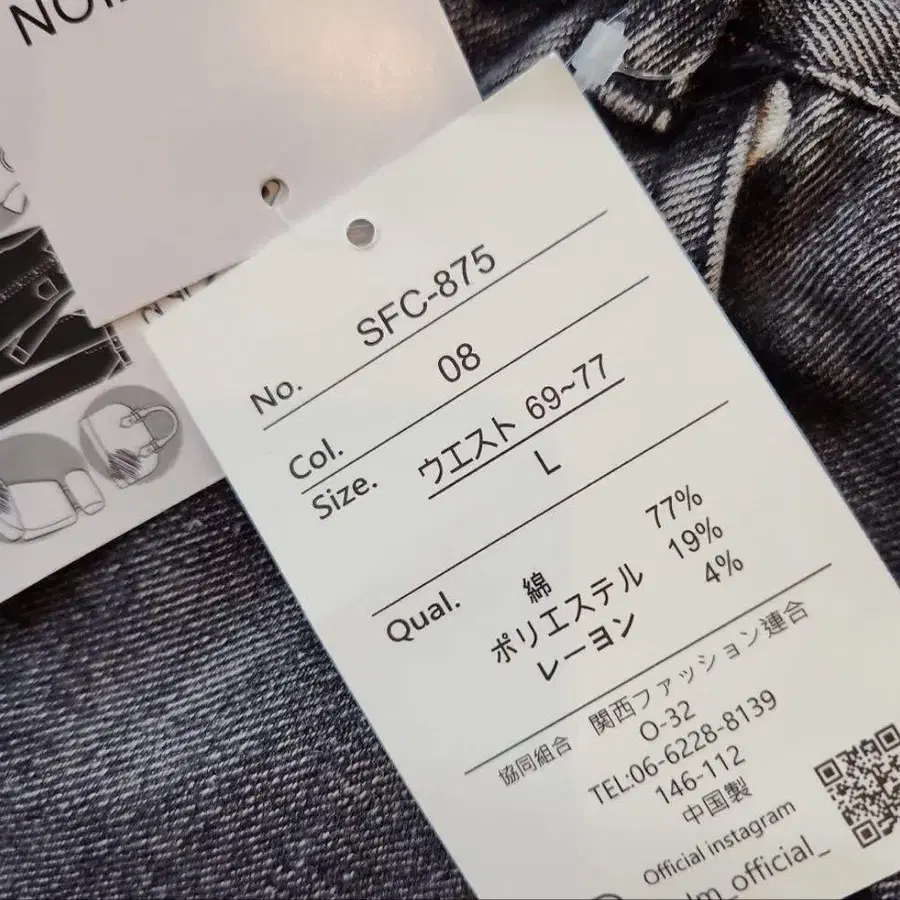 No. SFC-875
Col. 08
Size. ウエスト 69~77
L
Qual. 綿 77%
ポリエステル 19%
レーヨン 4%
協同組合 関西ファッション連合
O-32
TEL:06-6228-8139
146-112
中国製
Official instagram